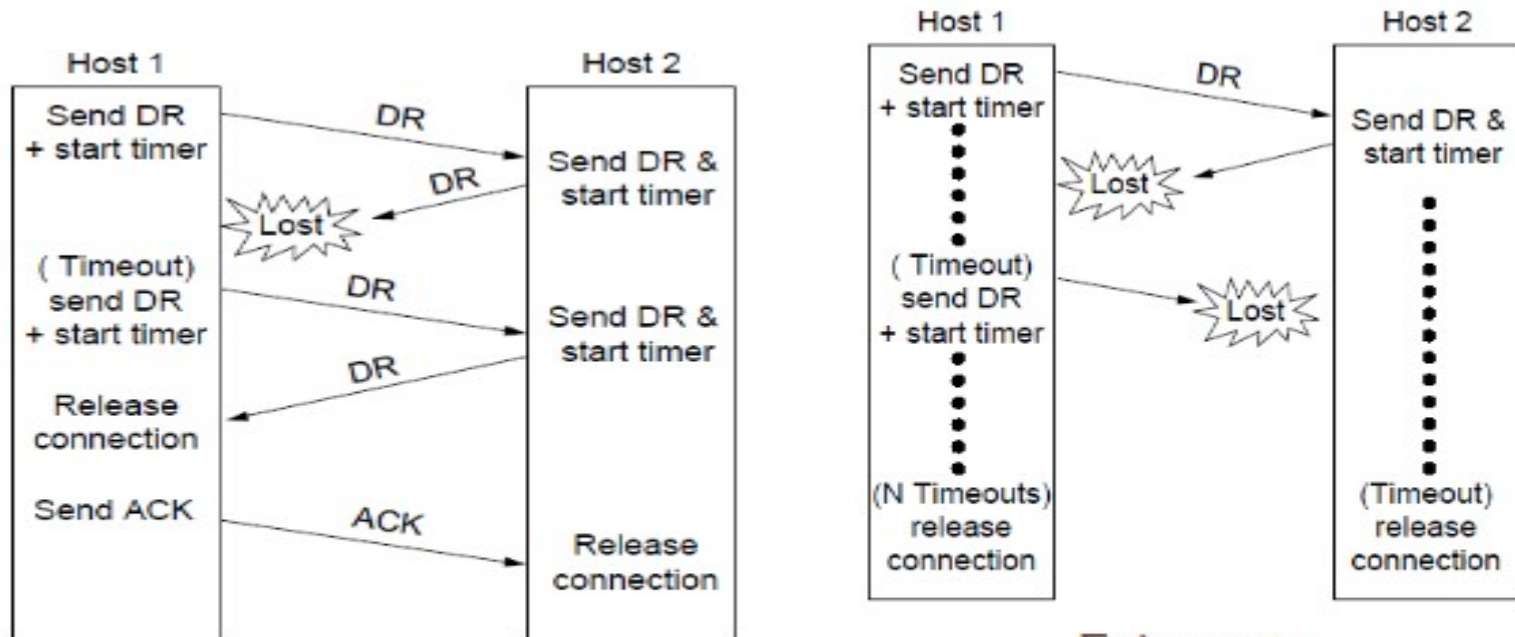 Host 1
Host 2
Send DR
+ start timer
DR
Send DR &
start timer
DR
Lost
( Timeout)
send DR
+ start timer
DR
Send DR &
start timer
DR
Release
connection
Send ACK
ACK
Release
connection
Host 1
Host 2
Send DR
+ start timer
DR
Send DR &
start timer
Lost
( Timeout)
send DR
+ start timer
Lost
(N Timeouts)
release
connection
(Timeout)
release
connection